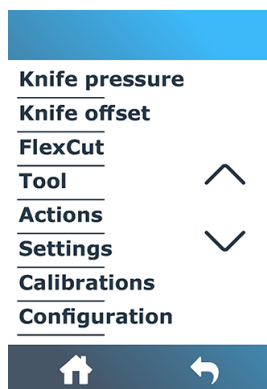 Knife pressure
Knife offset
FlexCut
Tool
Actions
Settings
Calibrations
Configuration